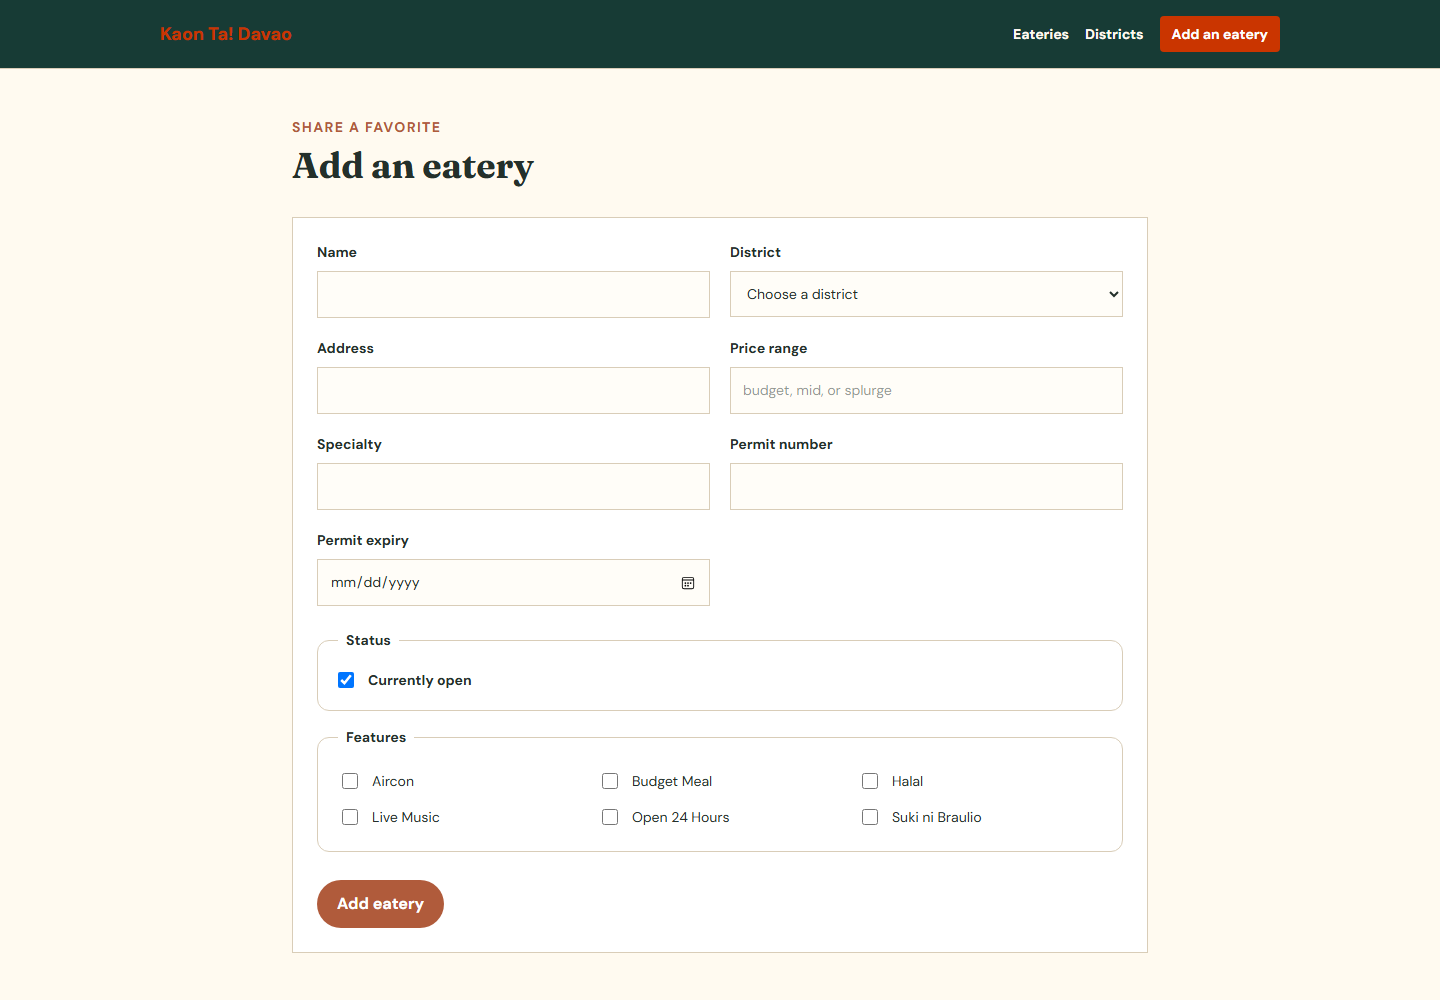 Kaon Ta! Davao
Eateries Districts Add an eatery
SHARE A FAVORITE
Add an eatery
Name District
Choose a district
Address Price range
budget, mid, or splurge
Specialty Permit number
Permit expiry
mm/dd/yyyy
Status
Currently open
Features
Aircon Budget Meal Halal
Live Music Open 24 Hours Suki ni Braulio
Add eatery